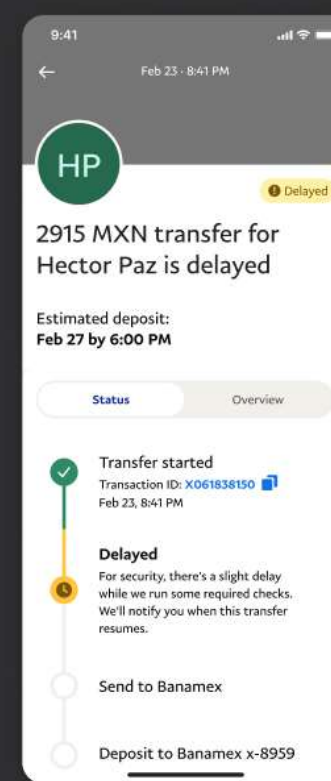 9:41
Feb 23 · 8:41 PM
HP
Delayed
2915 MXN transfer for
Hector Paz is delayed
Estimated deposit:
Feb 27 by 6:00 PM
Status
Overview
Transfer started
Transaction ID: X061838150
Feb 23, 8:41 PM
Delayed
For security, there's a slight delay
while we run some required checks.
We'll notify you when this transfer
resumes.
Send to Banamex
Deposit to Banamex x-8959